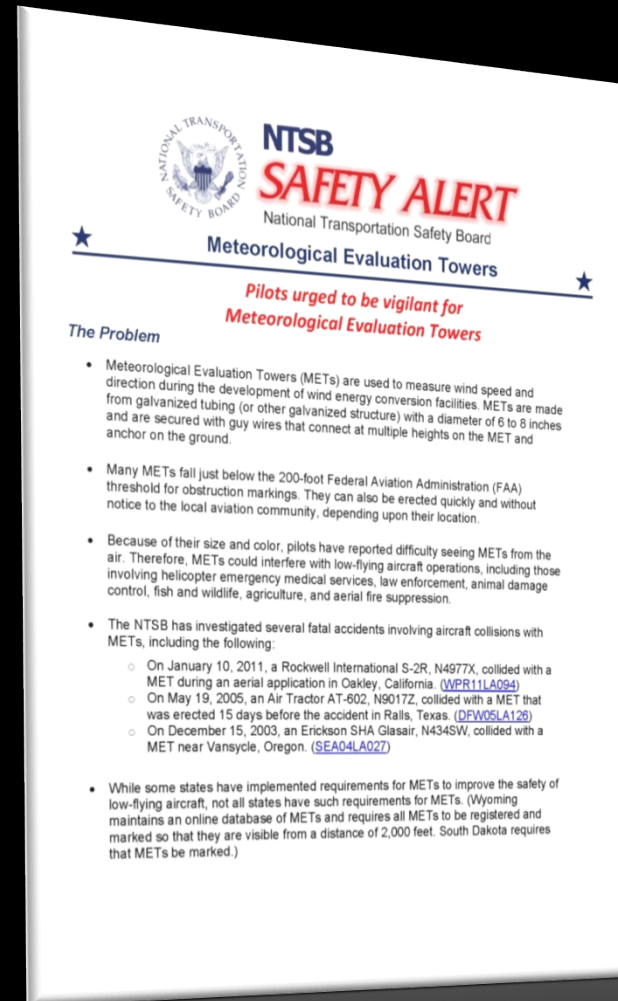 NATIONAL TRANSPORTATION
SAFETY BOARD
NTSB
SAFETY ALERT
National Transportation Safety Board
Meteorological Evaluation Towers
Pilots urged to be vigilant for
Meteorological Evaluation Towers
The Problem
• Meteorological Evaluation Towers (METs) are used to measure wind speed and
direction during the development of wind energy conversion facilities. METs are made
from galvanized tubing (or other galvanized structure) with a diameter of 6 to 8 inches
and are secured with guy wires that connect at multiple heights on the MET and
anchor on the ground.
• Many METs fall just below the 200-foot Federal Aviation Administration (FAA)
threshold for obstruction markings. They can also be erected quickly and without
notice to the local aviation community, depending upon their location.
• Because of their size and color, pilots have reported difficulty seeing METs from the
air. Therefore, METs could interfere with low-flying aircraft operations, including those
involving helicopter emergency medical services, law enforcement, animal damage
control, fish and wildlife, agriculture, and aerial fire suppression.
• The NTSB has investigated several fatal accidents involving aircraft collisions with
METs, including the following:
○ On January 10, 2011, a Rockwell International S-2R, N4977X, collided with a
MET during an aerial application in Oakley, California. (WPR11LA094)
○ On May 19, 2005, an Air Tractor AT-602, N9017Z, collided with a MET that
was erected 15 days before the accident in Ralls, Texas. (DFW05LA126)
○ On December 15, 2003, an Erickson SHA Glasair, N434SW, collided with a
MET near Vansycle, Oregon. (SEA04LA027)
• While some states have implemented requirements for METs to improve the safety of
low-flying aircraft, not all states have such requirements for METs. (Wyoming
maintains an online database of METs and requires all METs to be registered and
marked so that they are visible from a distance of 2,000 feet. South Dakota requires
that METs be marked.)